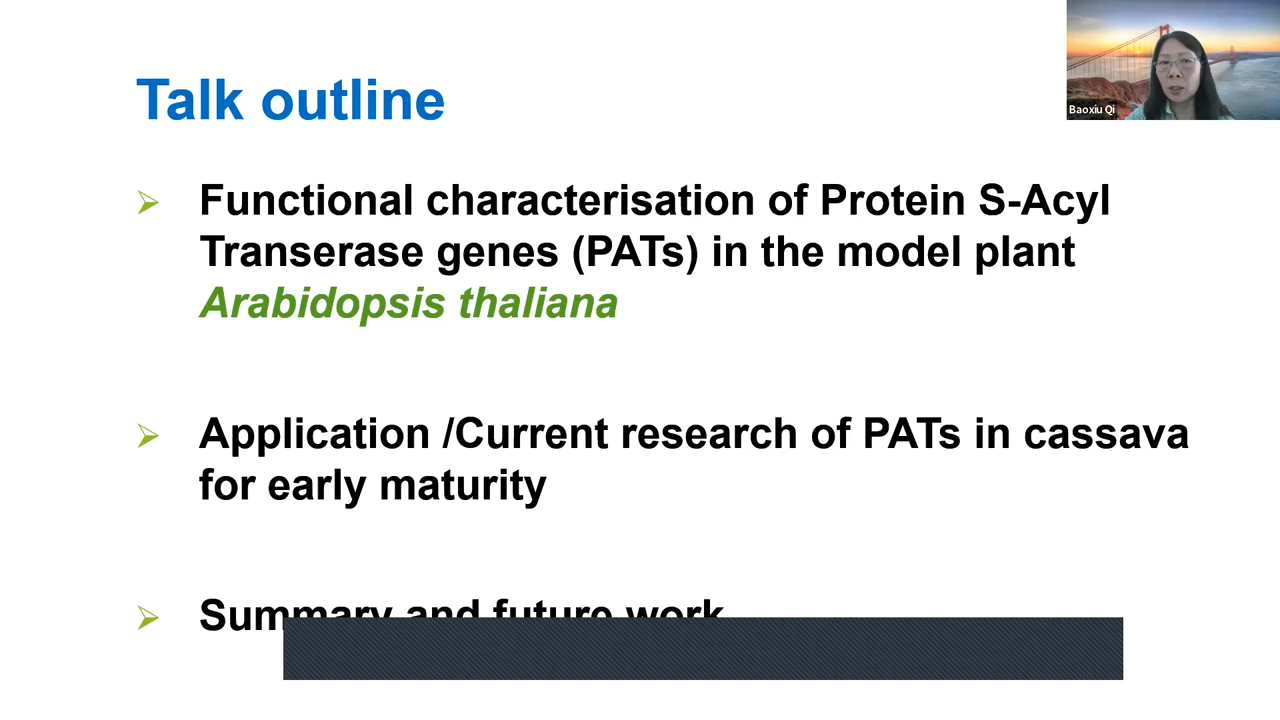 Talk outline
Baoxiu Qi
Functional characterisation of Protein S-Acyl
Transerase genes (PATs) in the model plant
Arabidopsis thaliana
Application /Current research of PATs in cassava
for early maturity
Summary and future work